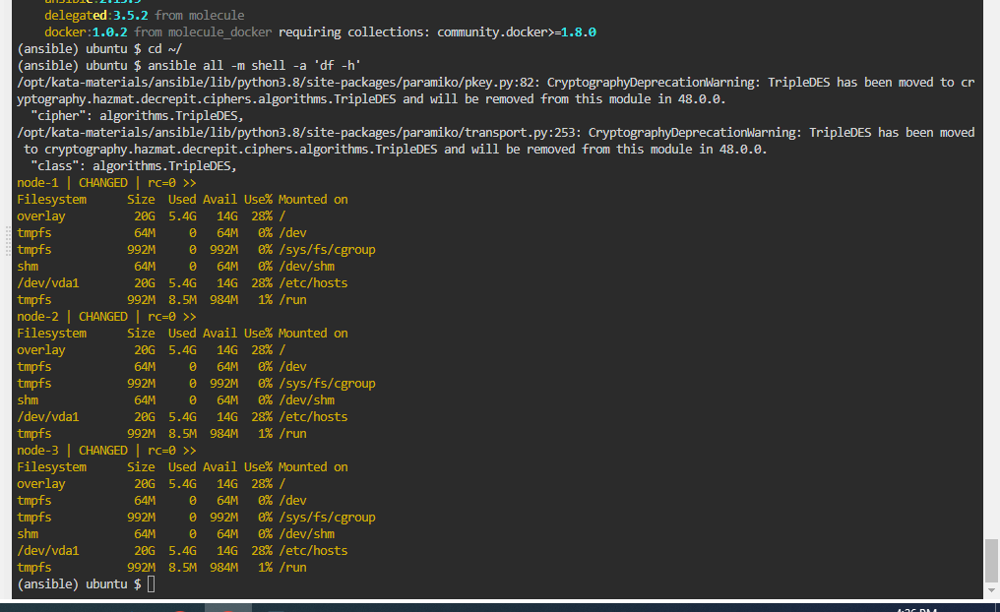 delegated:3.5.2 from molecule
docker:1.0.2 from molecule_docker requiring collections: community.docker>=1.8.0
(ansible) ubuntu $ cd ~/
(ansible) ubuntu $ ansible all -m shell -a 'df -h'
/opt/kata-materials/ansible/lib/python3.8/site-packages/paramiko/pkey.py:82: CryptographyDeprecationWarning: TripleDES has been moved to cr
yptography.hazmat.decrepit.ciphers.algorithms.TripleDES and will be removed from this module in 48.0.0.
"cipher": algorithms.TripleDES,
/opt/kata-materials/ansible/lib/python3.8/site-packages/paramiko/transport.py:253: CryptographyDeprecationWarning: TripleDES has been moved
to cryptography.hazmat.decrepit.ciphers.algorithms.TripleDES and will be removed from this module in 48.0.0.
"class": algorithms.TripleDES,
node-1 | CHANGED | rc=0 >>
Filesystem Size Used Avail Use% Mounted on
overlay 20G 5.4G 14G 28% /
tmpfs 64M 0 64M 0% /dev
tmpfs 992M 0 992M 0% /sys/fs/cgroup
shm 64M 0 64M 0% /dev/shm
/dev/vda1 20G 5.4G 14G 28% /etc/hosts
tmpfs 992M 8.5M 984M 1% /run
node-2 | CHANGED | rc=0 >>
Filesystem Size Used Avail Use% Mounted on
overlay 20G 5.4G 14G 28% /
tmpfs 64M 0 64M 0% /dev
tmpfs 992M 0 992M 0% /sys/fs/cgroup
shm 64M 0 64M 0% /dev/shm
/dev/vda1 20G 5.4G 14G 28% /etc/hosts
tmpfs 992M 8.5M 984M 1% /run
node-3 | CHANGED | rc=0 >>
Filesystem Size Used Avail Use% Mounted on
overlay 20G 5.4G 14G 28% /
tmpfs 64M 0 64M 0% /dev
tmpfs 992M 0 992M 0% /sys/fs/cgroup
shm 64M 0 64M 0% /dev/shm
/dev/vda1 20G 5.4G 14G 28% /etc/hosts
tmpfs 992M 8.5M 984M 1% /run
(ansible) ubuntu $